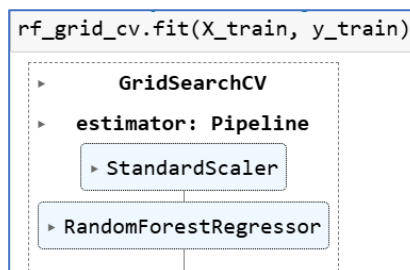 rf_grid_cv.fit(X_train, y_train)
GridSearchCV
estimator: Pipeline
StandardScaler
RandomForestRegressor